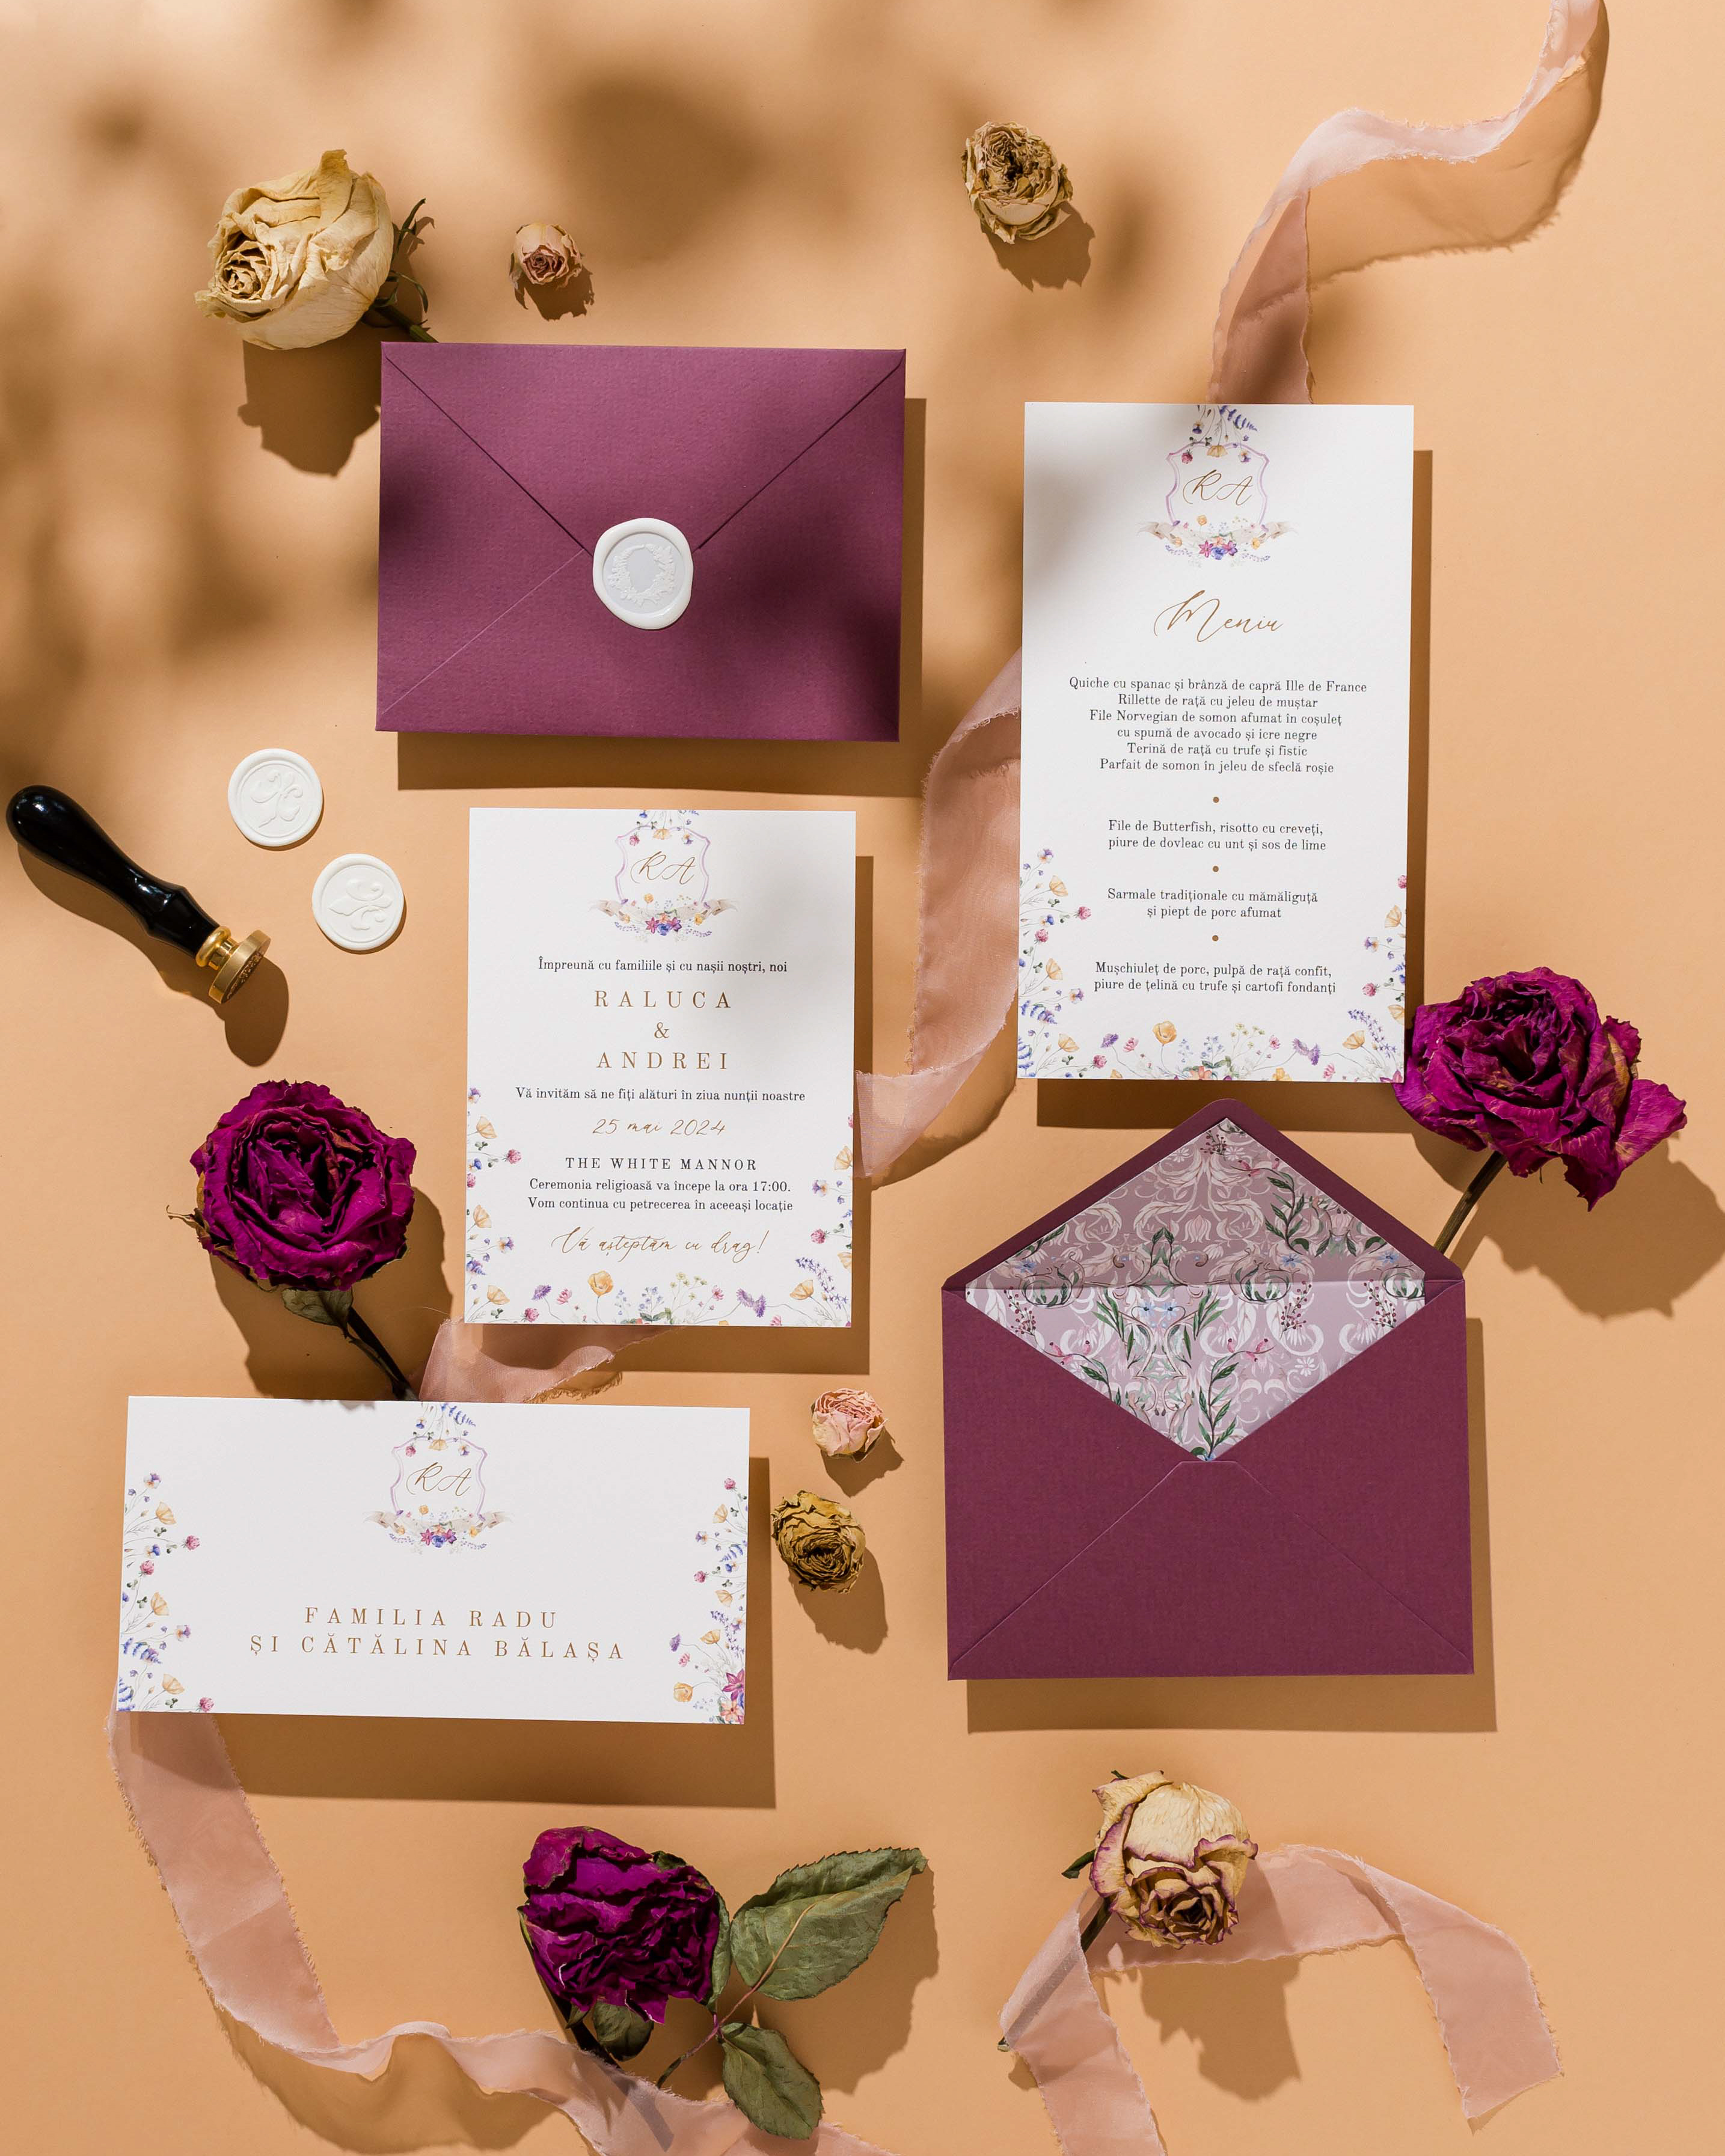 RA
Meniu
Quiche cu spanac și brânză de capră Ille de France
Rillette de rață cu jeleu de muștar
File Norvegian de somon afumat în coșuleț
cu spumă de avocado și icre negre
Terină de rață cu trufe și fistic
Parfait de somon în jeleu de sfeclă roșie
File de Butterfish, risotto cu creveți,
piure de dovleac cu unt și sos de lime
Sarmale tradiționale cu mămăliguță
și piept de porc afumat
Mușchiuleț de porc, pulpă de rață confit,
piure de țelină cu trufe și cartofi fondanți
RA
Împreună cu familiile și cu nașii noștri, noi
RALUCA
&
ANDREI
Vă invităm să ne fiți alături în ziua nunții noastre
25 mai 2024
THE WHITE MANNOR
Ceremonia religioasă va începe la ora 17:00.
Vom continua cu petrecerea în aceeași locație
Vă așteptăm cu drag!
RA
FAMILIA RADU
ȘI CĂTĂLINA BĂLAȘA